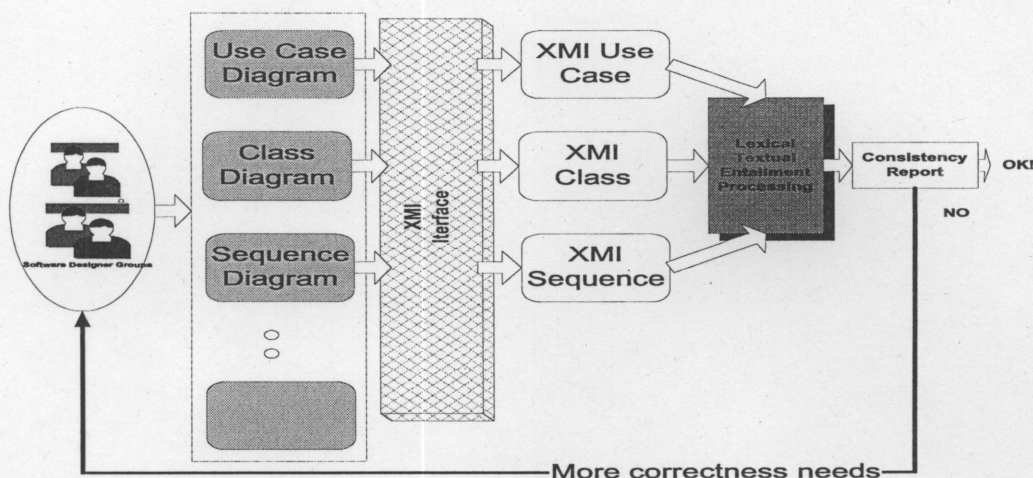 Use Case
Diagram
XMI Use
Case
Class
Diagram
XMI
Class
Sequence
Diagram
XMI
Sequence
XMI
Iterface
Lexical
Textual
Entailment
Processing
Consistency
Report
OK
NO
Software Designer Groups
More correctness needs